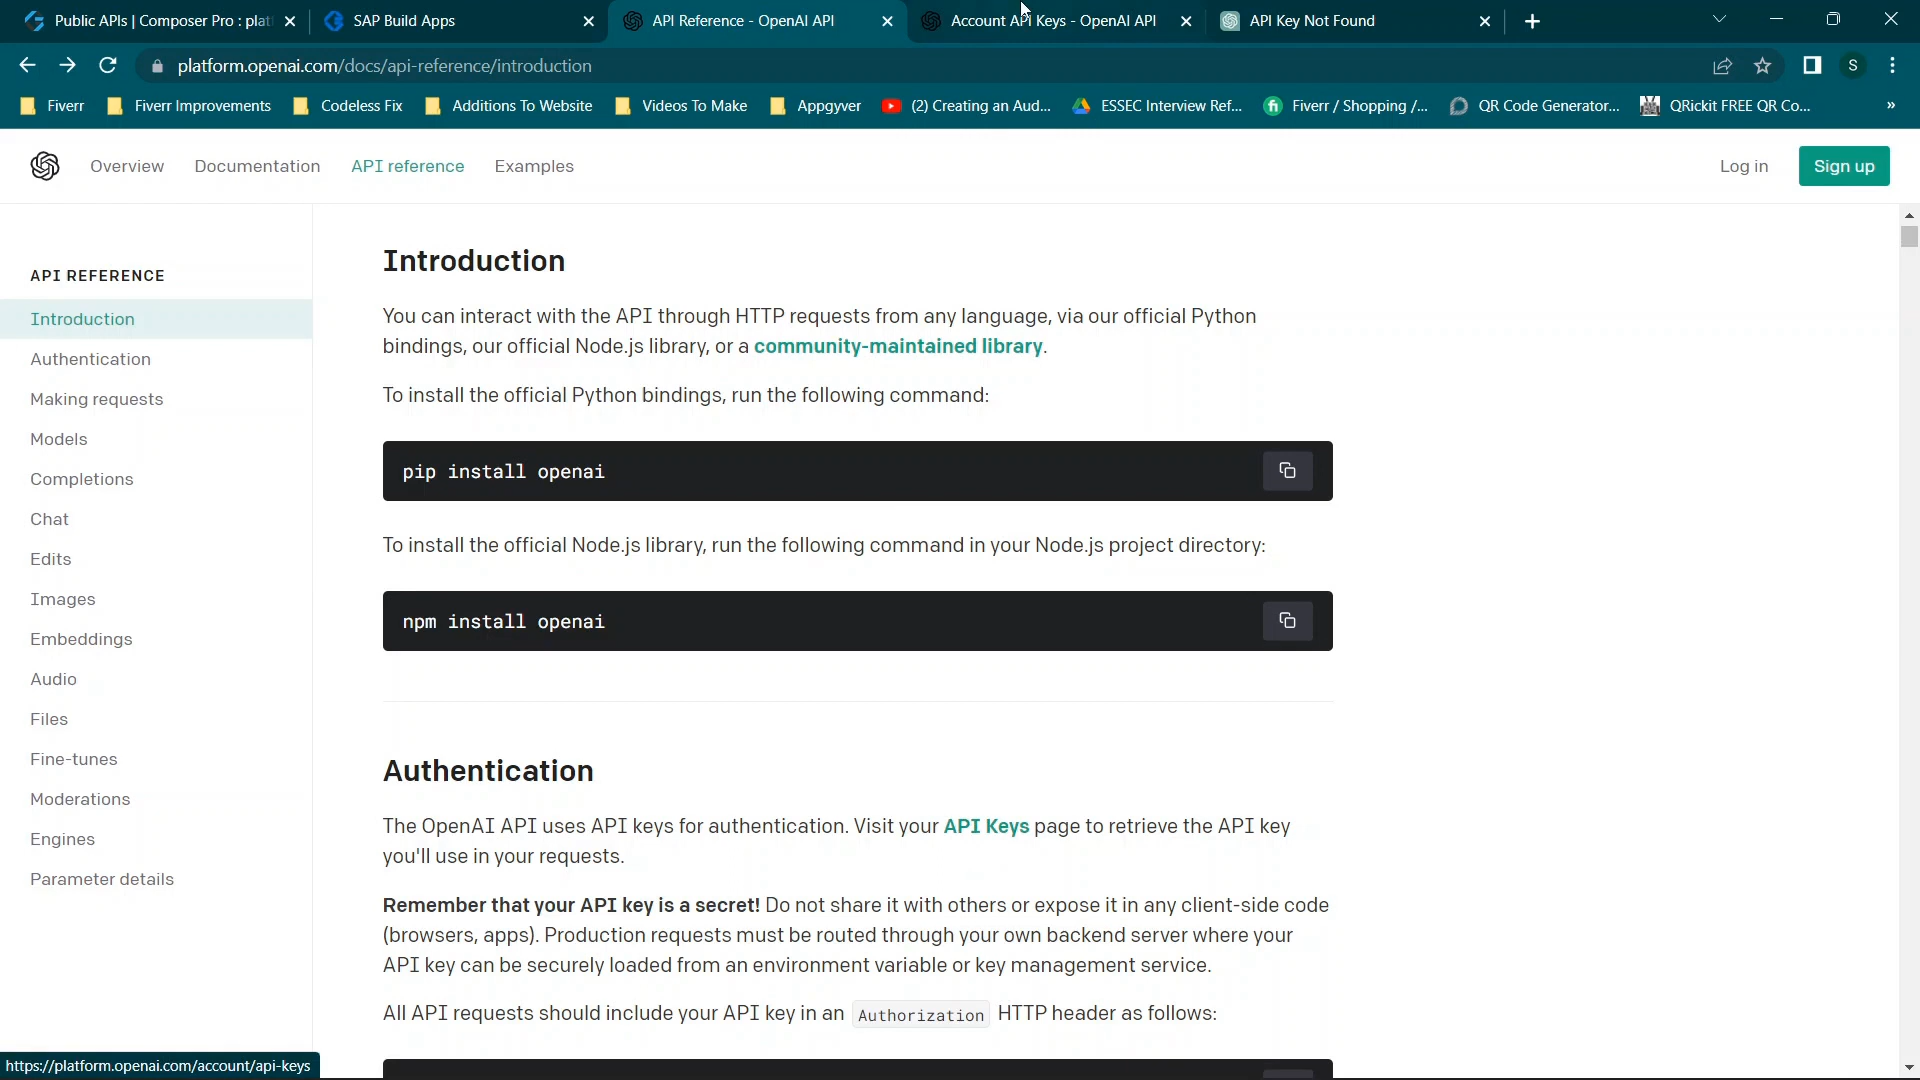 Public APIs | Composer Pro : plat
SAP Build Apps
API Reference - OpenAI API
Account API Keys - OpenAI API
API Key Not Found
platform.openai.com/docs/api-reference/introduction
S
Fiverr
Fiverr Improvements
Codeless Fix
Additions To Website
Videos To Make
Appgyver
(2) Creating an Aud...
ESSEC Interview Ref...
Fiverr / Shopping /...
QR Code Generator...
QRickit FREE QR Co...
»
Overview
Documentation
API reference
Examples
Log in
Sign up
API REFERENCE
Introduction
Authentication
Making requests
Models
Completions
Chat
Edits
Images
Embeddings
Audio
Files
Fine-tunes
Moderations
Engines
Parameter details
Introduction
You can interact with the API through HTTP requests from any language, via our official Python
bindings, our official Node.js library, or a community-maintained library.
To install the official Python bindings, run the following command:
pip install openai
To install the official Node.js library, run the following command in your Node.js project directory:
npm install openai
Authentication
The OpenAI API uses API keys for authentication. Visit your API Keys page to retrieve the API key
you'll use in your requests.
Remember that your API key is a secret! Do not share it with others or expose it in any client-side code
(browsers, apps). Production requests must be routed through your own backend server where your
API key can be securely loaded from an environment variable or key management service.
All API requests should include your API key in an Authorization HTTP header as follows:
https://platform.openai.com/account/api-keys